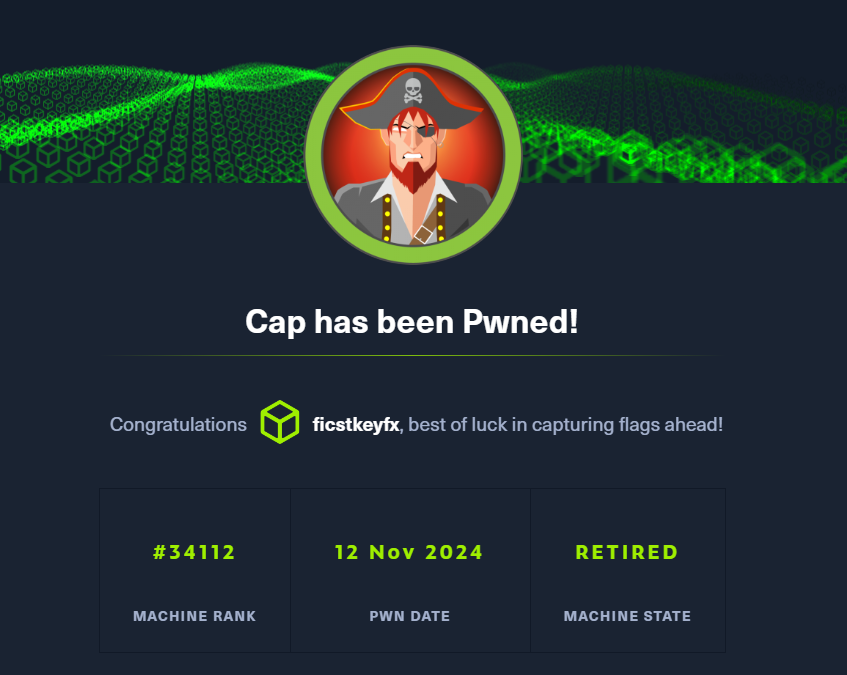 Cap has been Pwned!
Congratulations ficstkeyfx, best of luck in capturing flags ahead!
#34112
12 Nov 2024
RETIRED
MACHINE RANK
PWN DATE
MACHINE STATE